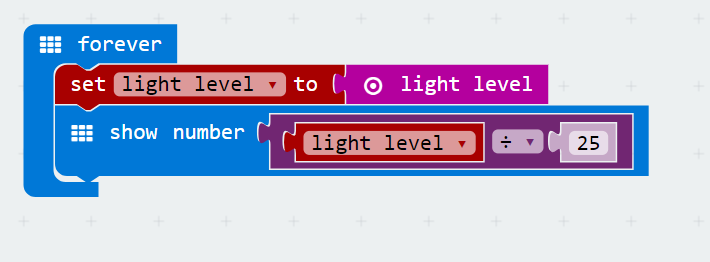 forever
set light level to light level
show number light level ÷ 25